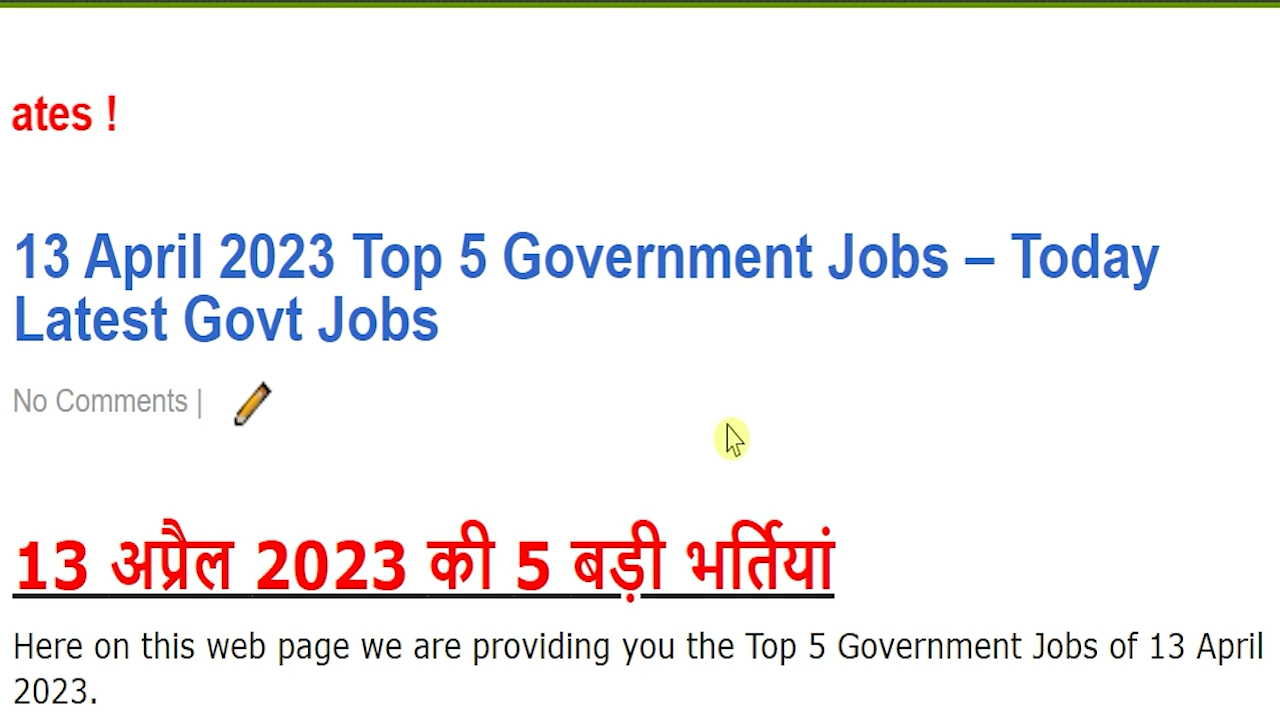 ates !
13 April 2023 Top 5 Government Jobs – Today
Latest Govt Jobs
No Comments |
13 अप्रैल 2023 की 5 बड़ी भर्तियां
Here on this web page we are providing you the Top 5 Government Jobs of 13 April
2023.